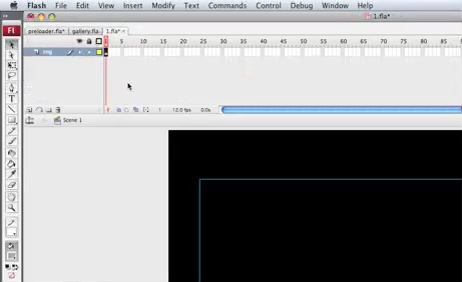 Flash File Edit View Insert Modify Text Commands Control Debug Window Help
1.fla*
Fl
preloader.fla* gallery.fla 1.fla* ×
5 10 15 20 25 30 35 40 45 50 55 60 65 70 75 80 85
img
1 12.0 fps 0.0s
Scene 1
T